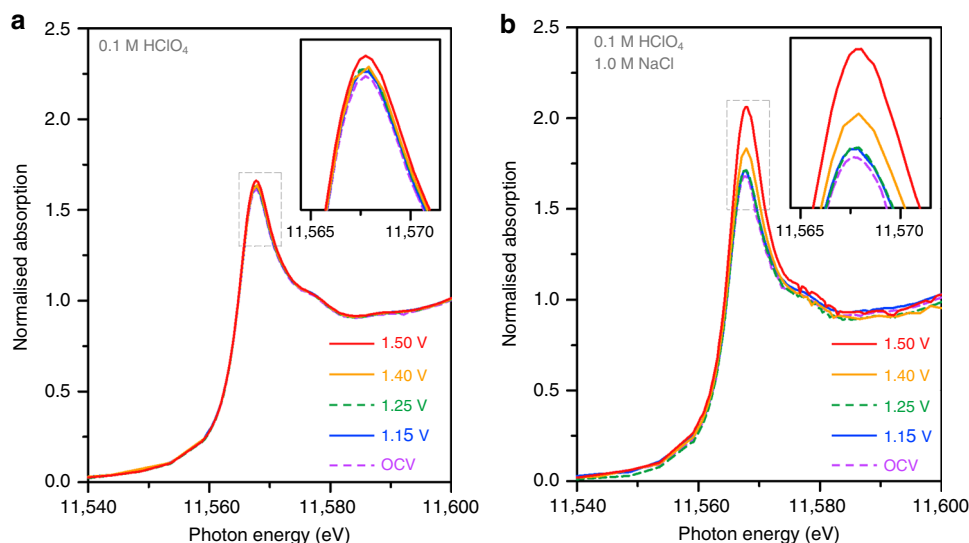 a
0.1 M HClO₄
2.5
2.0
1.5
1.0
0.5
0.0
Normalised absorption
11,565
11,570
1.50 V
1.40 V
1.25 V
1.15 V
OCV
11,540
11,560
11,580
11,600
Photon energy (eV)
b
0.1 M HClO₄
1.0 M NaCl
2.5
2.0
1.5
1.0
0.5
0.0
Normalised absorption
11,565
11,570
1.50 V
1.40 V
1.25 V
1.15 V
OCV
11,540
11,560
11,580
11,600
Photon energy (eV)